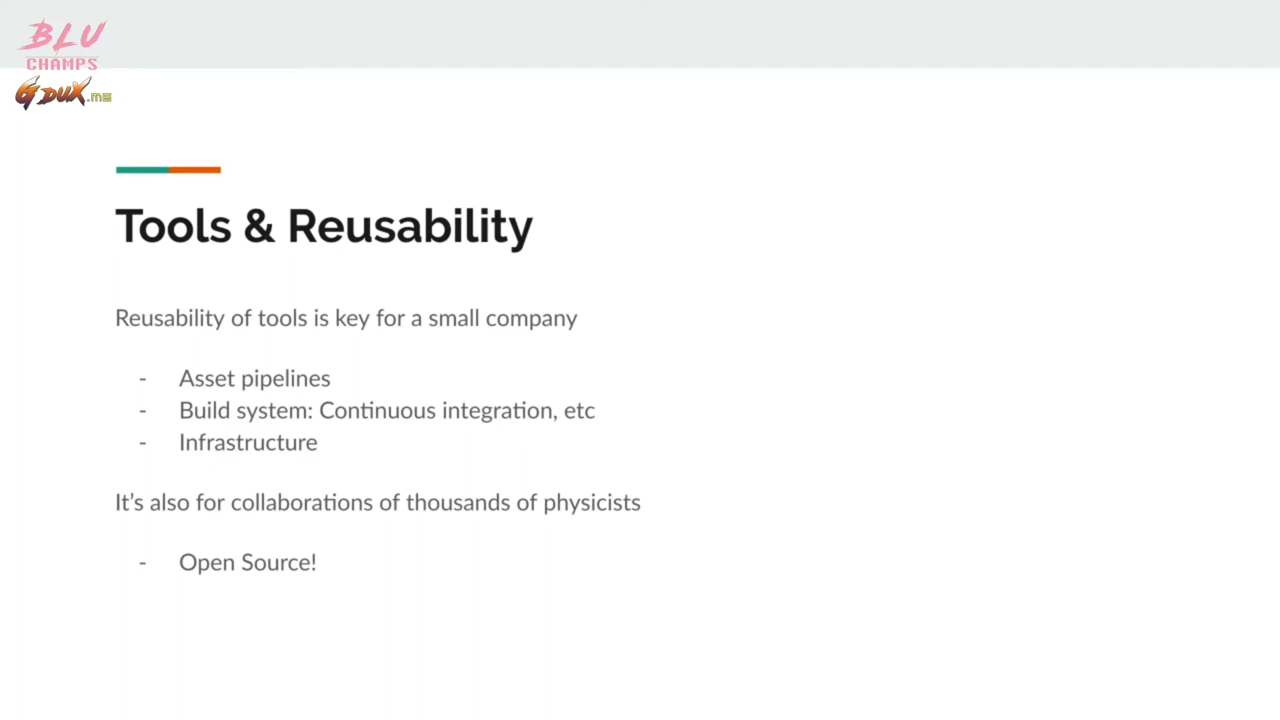 BLU
CHAMPS
G DUX.ME
Tools & Reusability
Reusability of tools is key for a small company
- Asset pipelines
- Build system: Continuous integration, etc
- Infrastructure
It's also for collaborations of thousands of physicists
- Open Source!